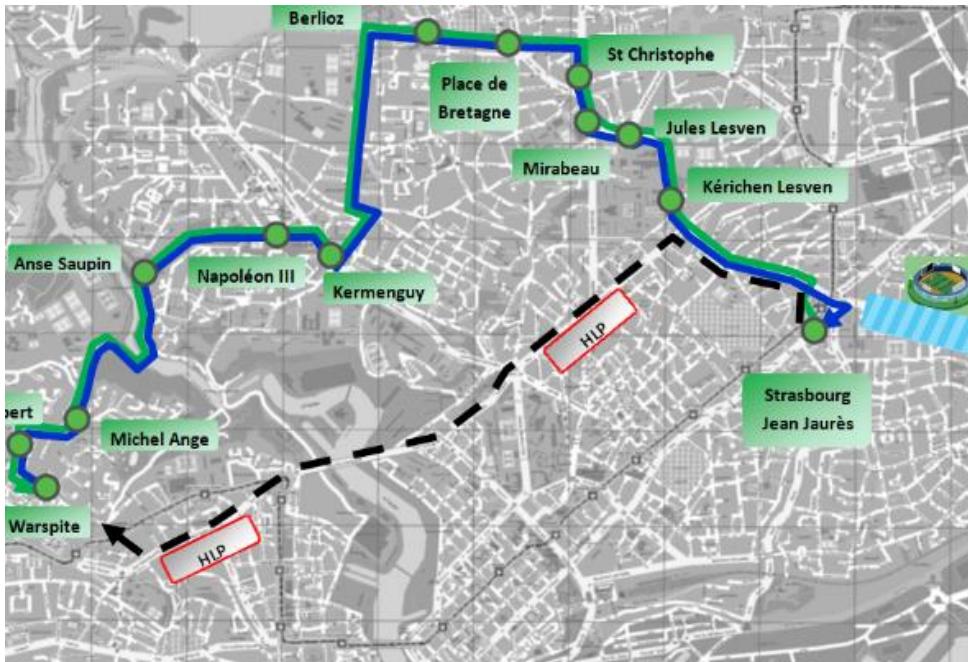 Berlioz
St Christophe
Place de
Bretagne
Jules Lesven
Mirabeau
Kérichen Lesven
Anse Saupin
Napoléon III
Kermenguy
HLP
Strasbourg
Jean Jaurès
bert
Michel Ange
Warspite
HLP